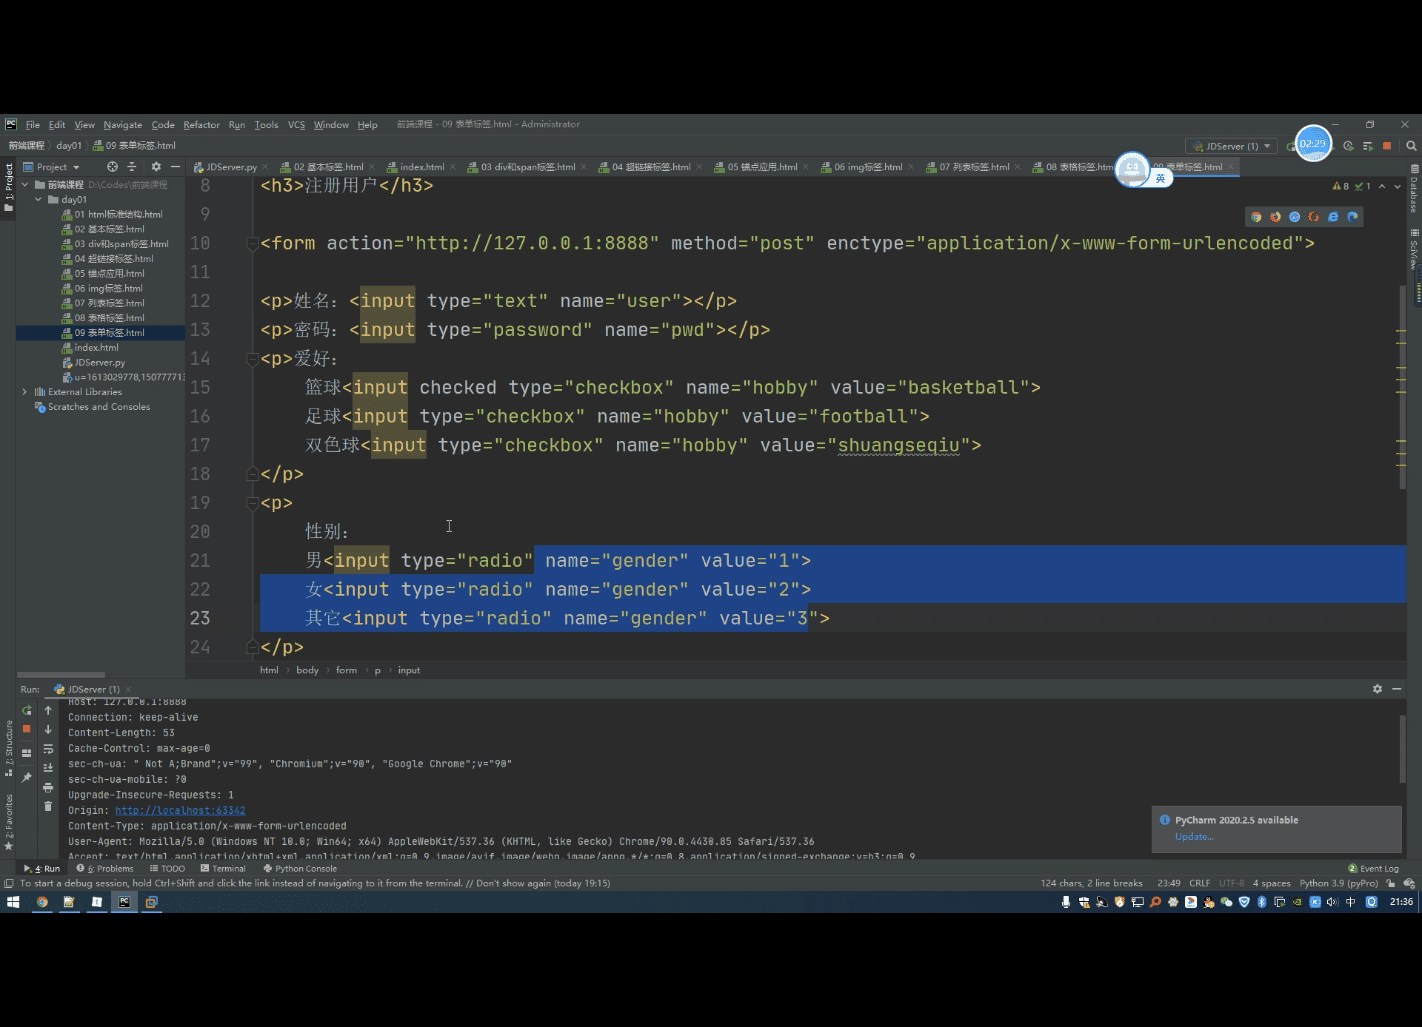 File Edit View Navigate Code Refactor Run Tools VCS Window Help 前端课程 - 09 表单标签.html - Administrator
前端课程 day01 09 表单标签.html JDServer (1) 02:29
1: Project Project JDServer.py 02 基本标签.html index.html 03 div和span标签.html 04 超链接标签.html 05 锚点应用.html 06 img标签.html 07 列表标签.html 08 表格标签.htm 09 表单标签.html
英
前端课程 D:\Codes\前端课程
day01
01 html标准结构.html
02 基本标签.html
03 div和span标签.html
04 超链接标签.html
05 锚点应用.html
06 img标签.html
07 列表标签.html
08 表格标签.html
09 表单标签.html
index.html
JDServer.py
u=1613029778,150777713
External Libraries
Scratches and Consoles
8 <h3>注册用户</h3>
8 1
9
10 <form action="http://127.0.0.1:8888" method="post" enctype="application/x-www-form-urlencoded">
11
12 <p>姓名: <input type="text" name="user"></p>
13 <p>密码: <input type="password" name="pwd"></p>
14 <p>爱好:
15 篮球<input checked type="checkbox" name="hobby" value="basketball">
16 足球<input type="checkbox" name="hobby" value="football">
17 双色球<input type="checkbox" name="hobby" value="shuangseqiu">
18 </p>
19 <p>
20 性别:
21 男<input type="radio" name="gender" value="1">
22 女<input type="radio" name="gender" value="2">
23 其它<input type="radio" name="gender" value="3">
24 </p>
html body form p input
Database
SciView
Run: JDServer (1)
Host: 127.0.0.1:8888
Connection: keep-alive
Content-Length: 53
Cache-Control: max-age=0
sec-ch-ua: " Not A;Brand";v="99", "Chromium";v="90", "Google Chrome";v="90"
sec-ch-ua-mobile: ?0
Upgrade-Insecure-Requests: 1
Origin: http://localhost:63342
Content-Type: application/x-www-form-urlencoded
User-Agent: Mozilla/5.0 (Windows NT 10.0; Win64; x64) AppleWebKit/537.36 (KHTML, like Gecko) Chrome/90.0.4430.85 Safari/537.36
Accept: text/html,application/xhtml+xml,application/xml;q=0.9,image/avif,image/webp,image/apng,*/*;q=0.8,application/signed-exchange;v=b3;q=0.9
PyCharm 2020.2.5 available
Update...
7: Structure
2: Favorites
4: Run 6: Problems TODO Terminal Python Console 2 Event Log
To start a debug session, hold Ctrl+Shift and click the link instead of navigating to it from the terminal. // Don't show again (today 19:15) 124 chars, 2 line breaks 23:49 CRLF UTF-8 4 spaces Python 3.9 (pyPro)
中 21:36